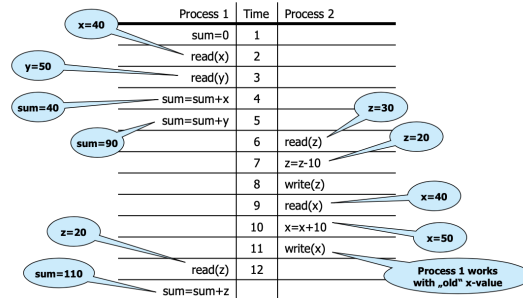 Process 1 Time Process 2
x=40
sum=0 1
read(x) 2
y=50
read(y) 3
sum=40
sum=sum+x 4
z=30
sum=sum+y 5
sum=90
6 read(z)
z=20
7 z=z-10
8 write(z)
x=40
9 read(x)
10 x=x+10
z=20
x=50
11 write(x)
read(z) 12
sum=110
Process 1 works
with „old“ x-value
sum=sum+z